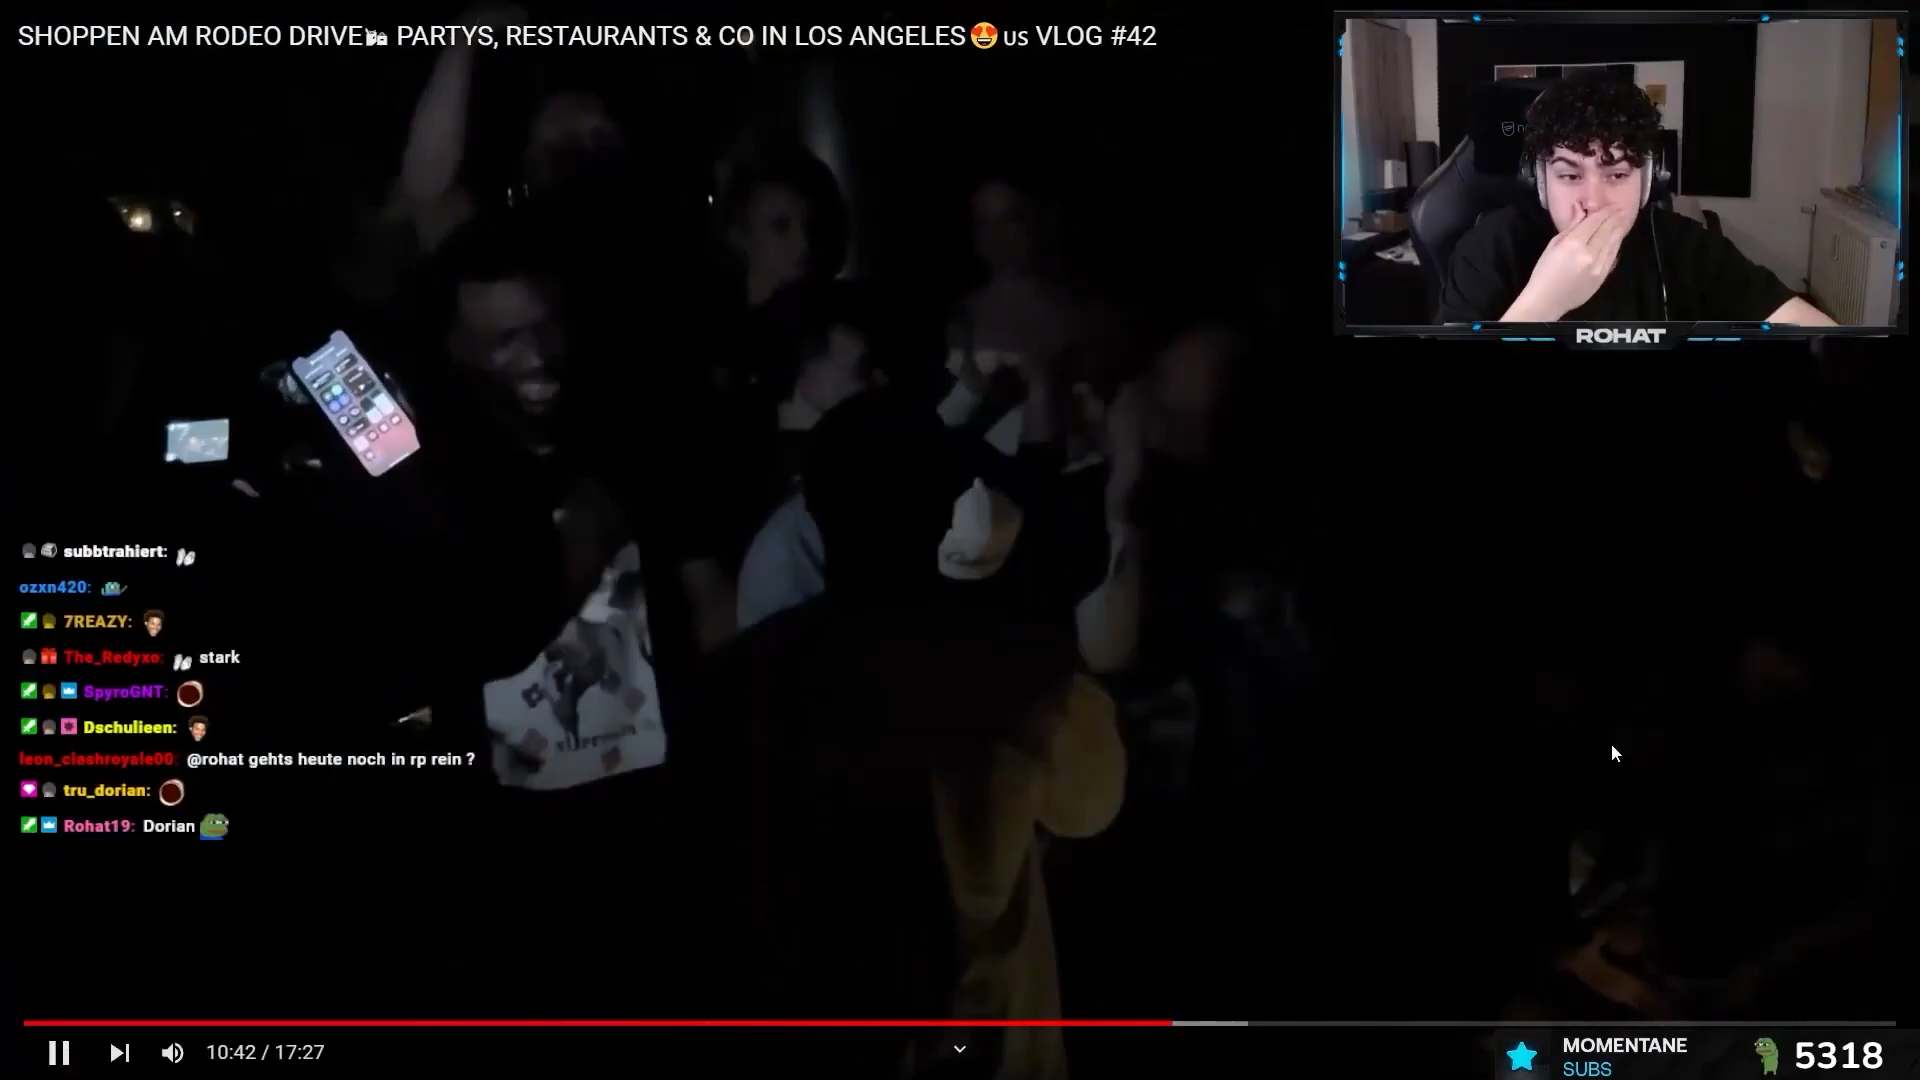 SHOPPEN AM RODEO DRIVE🛍 PARTYS, RESTAURANTS & CO IN LOS ANGELES😍us VLOG #42
ROHAT
subbtrahiert:
ozxn420:
7REAZY:
The_Redyxo: stark
SpyroGNT:
Dschulieen:
leon_clashroyale00: @rohat gehts heute noch in rp rein ?
tru_dorian:
Rohat19: Dorian
10:42 / 17:27
MOMENTANE
SUBS
5318